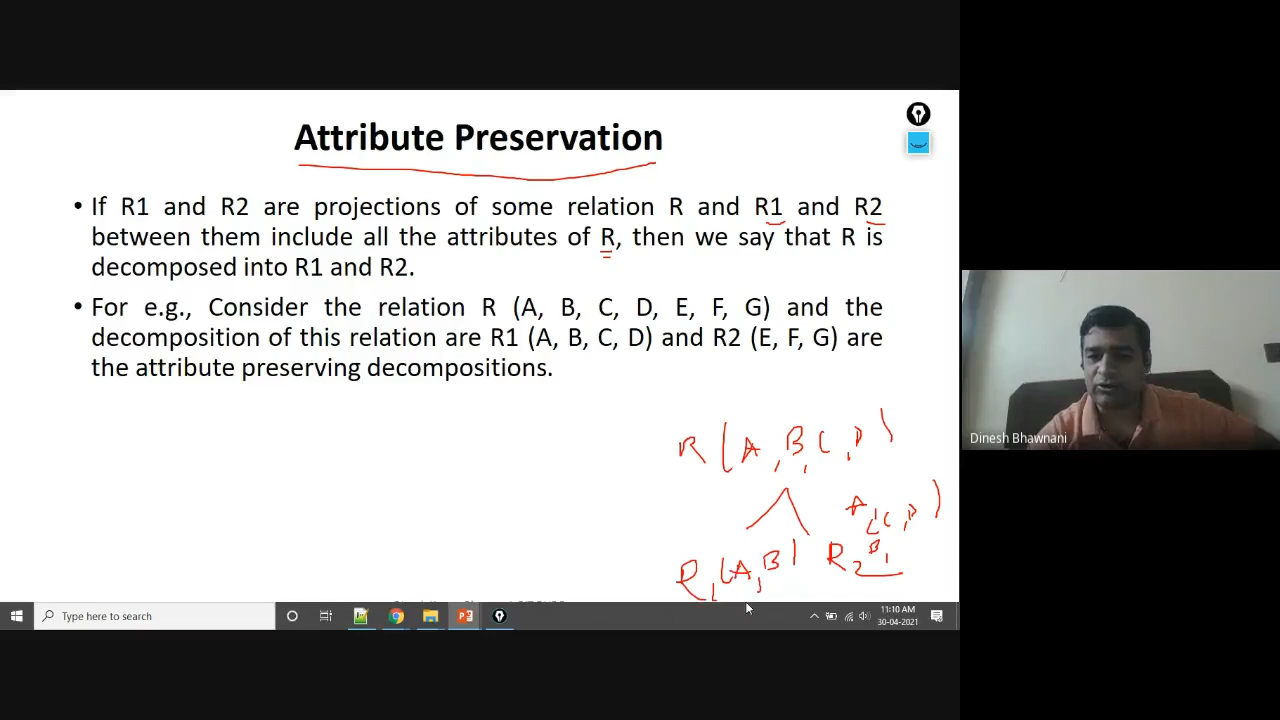 Attribute Preservation
• If R1 and R2 are projections of some relation R and R1 and R2
between them include all the attributes of R, then we say that R is
decomposed into R1 and R2.
• For e.g., Consider the relation R (A, B, C, D, E, F, G) and the
decomposition of this relation are R1 (A, B, C, D) and R2 (E, F, G) are
the attribute preserving decompositions.
R (A, B, C, D)
A, C, D)
R1 (A, B) R2 B,
Dinesh Bhawnani
Type here to search
11:10 AM
30-04-2021